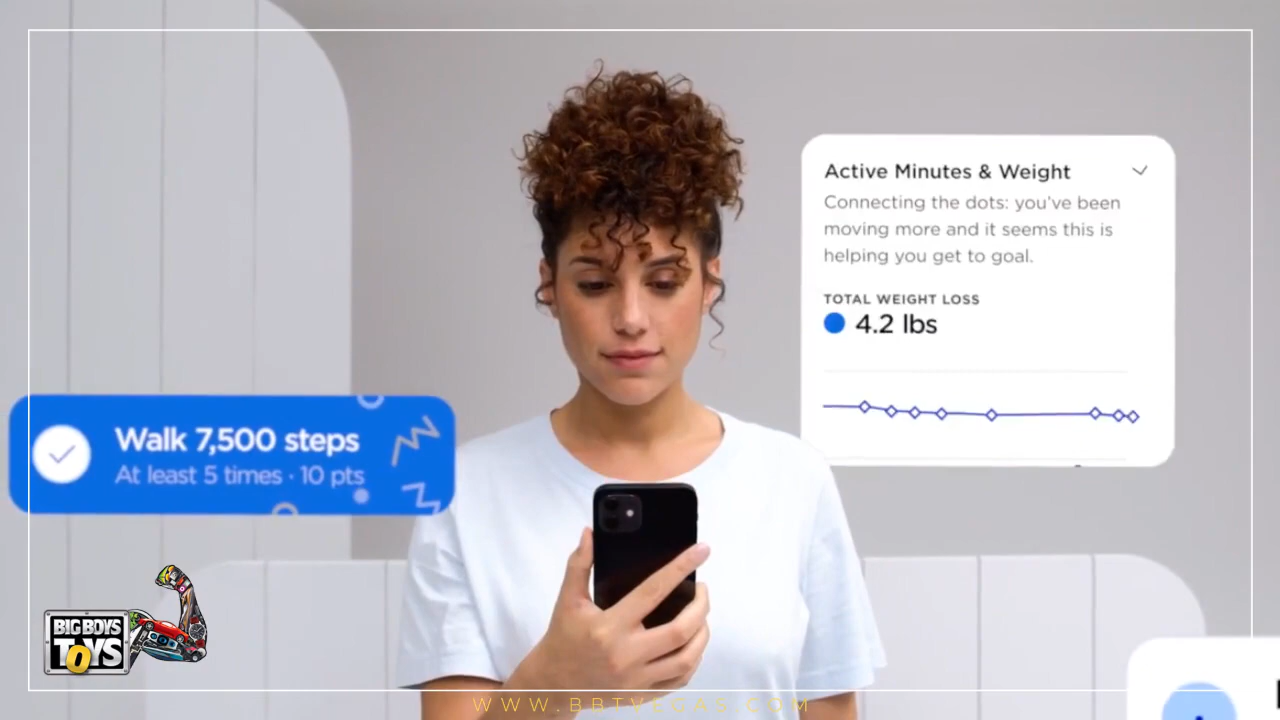 Active Minutes & Weight
Connecting the dots: you've been
moving more and it seems this is
helping you get to goal.
TOTAL WEIGHT LOSS
4.2 lbs
Walk 7,500 steps
At least 5 times · 10 pts
BIG BOYS
TOYS
WWW.BBTVEGAS.COM